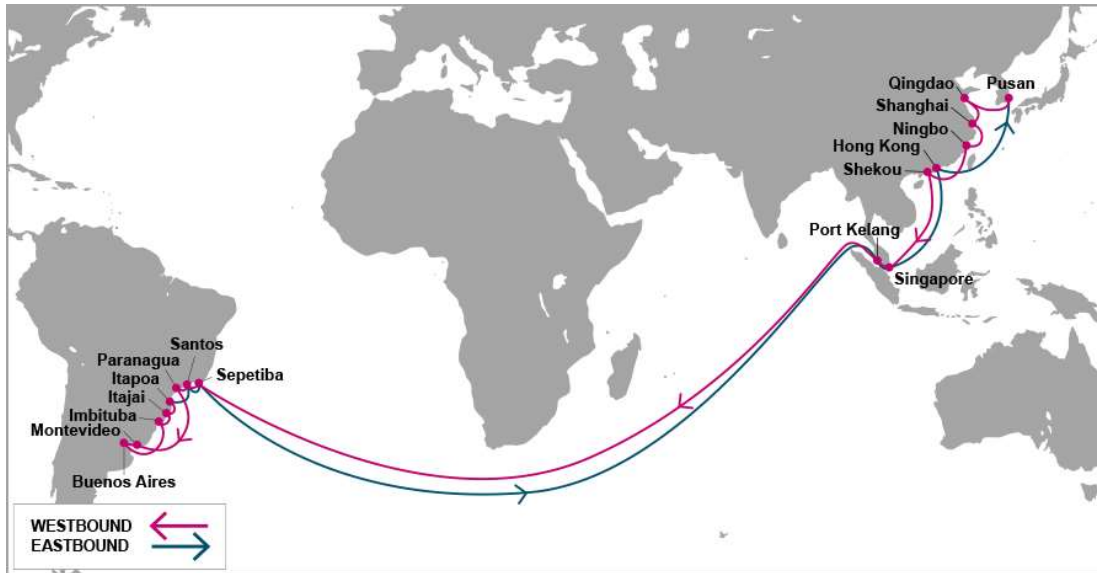 Qingdao
Pusan
Shanghai
Ningbo
Hong Kong
Shekou
Port Kelang
Singapore
Santos
Paranagua
Sepetiba
Itapoa
Itajai
Imbituba
Montevideo
Buenos Aires
WESTBOUND
EASTBOUND